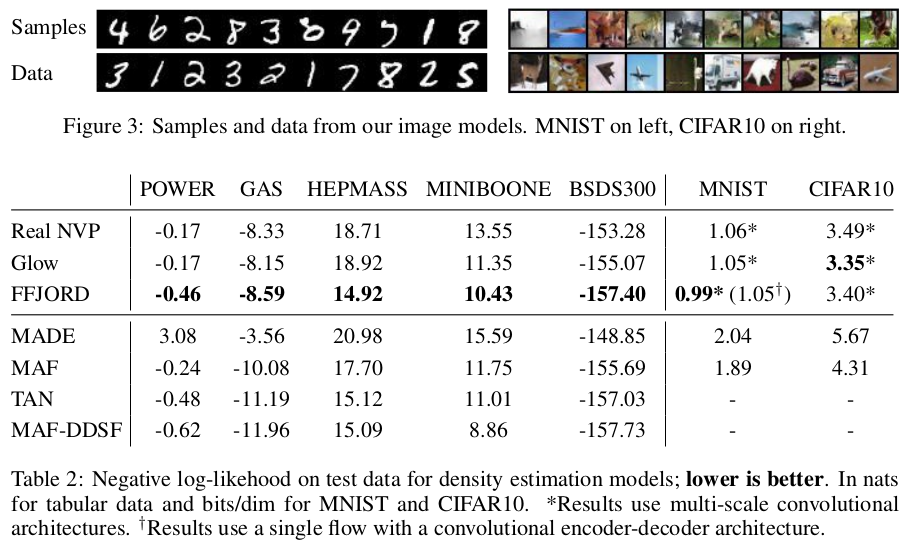 Samples 4 6 2 8 3 8 9 7 1 8
Data 3 1 2 3 2 1 7 8 2 5
Figure 3: Samples and data from our image models. MNIST on left, CIFAR10 on right.
POWER GAS HEPMASS MINIBOONE BSDS300 MNIST CIFAR10
Real NVP -0.17 -8.33 18.71 13.55 -153.28 1.06* 3.49*
Glow -0.17 -8.15 18.92 11.35 -155.07 1.05* 3.35*
FFJORD -0.46 -8.59 14.92 10.43 -157.40 0.99* (1.05†) 3.40*
MADE 3.08 -3.56 20.98 15.59 -148.85 2.04 5.67
MAF -0.24 -10.08 17.70 11.75 -155.69 1.89 4.31
TAN -0.48 -11.19 15.12 11.01 -157.03 - -
MAF-DDSF -0.62 -11.96 15.09 8.86 -157.73 - -
Table 2: Negative log-likehood on test data for density estimation models; lower is better. In nats
for tabular data and bits/dim for MNIST and CIFAR10. *Results use multi-scale convolutional
architectures. †Results use a single flow with a convolutional encoder-decoder architecture.